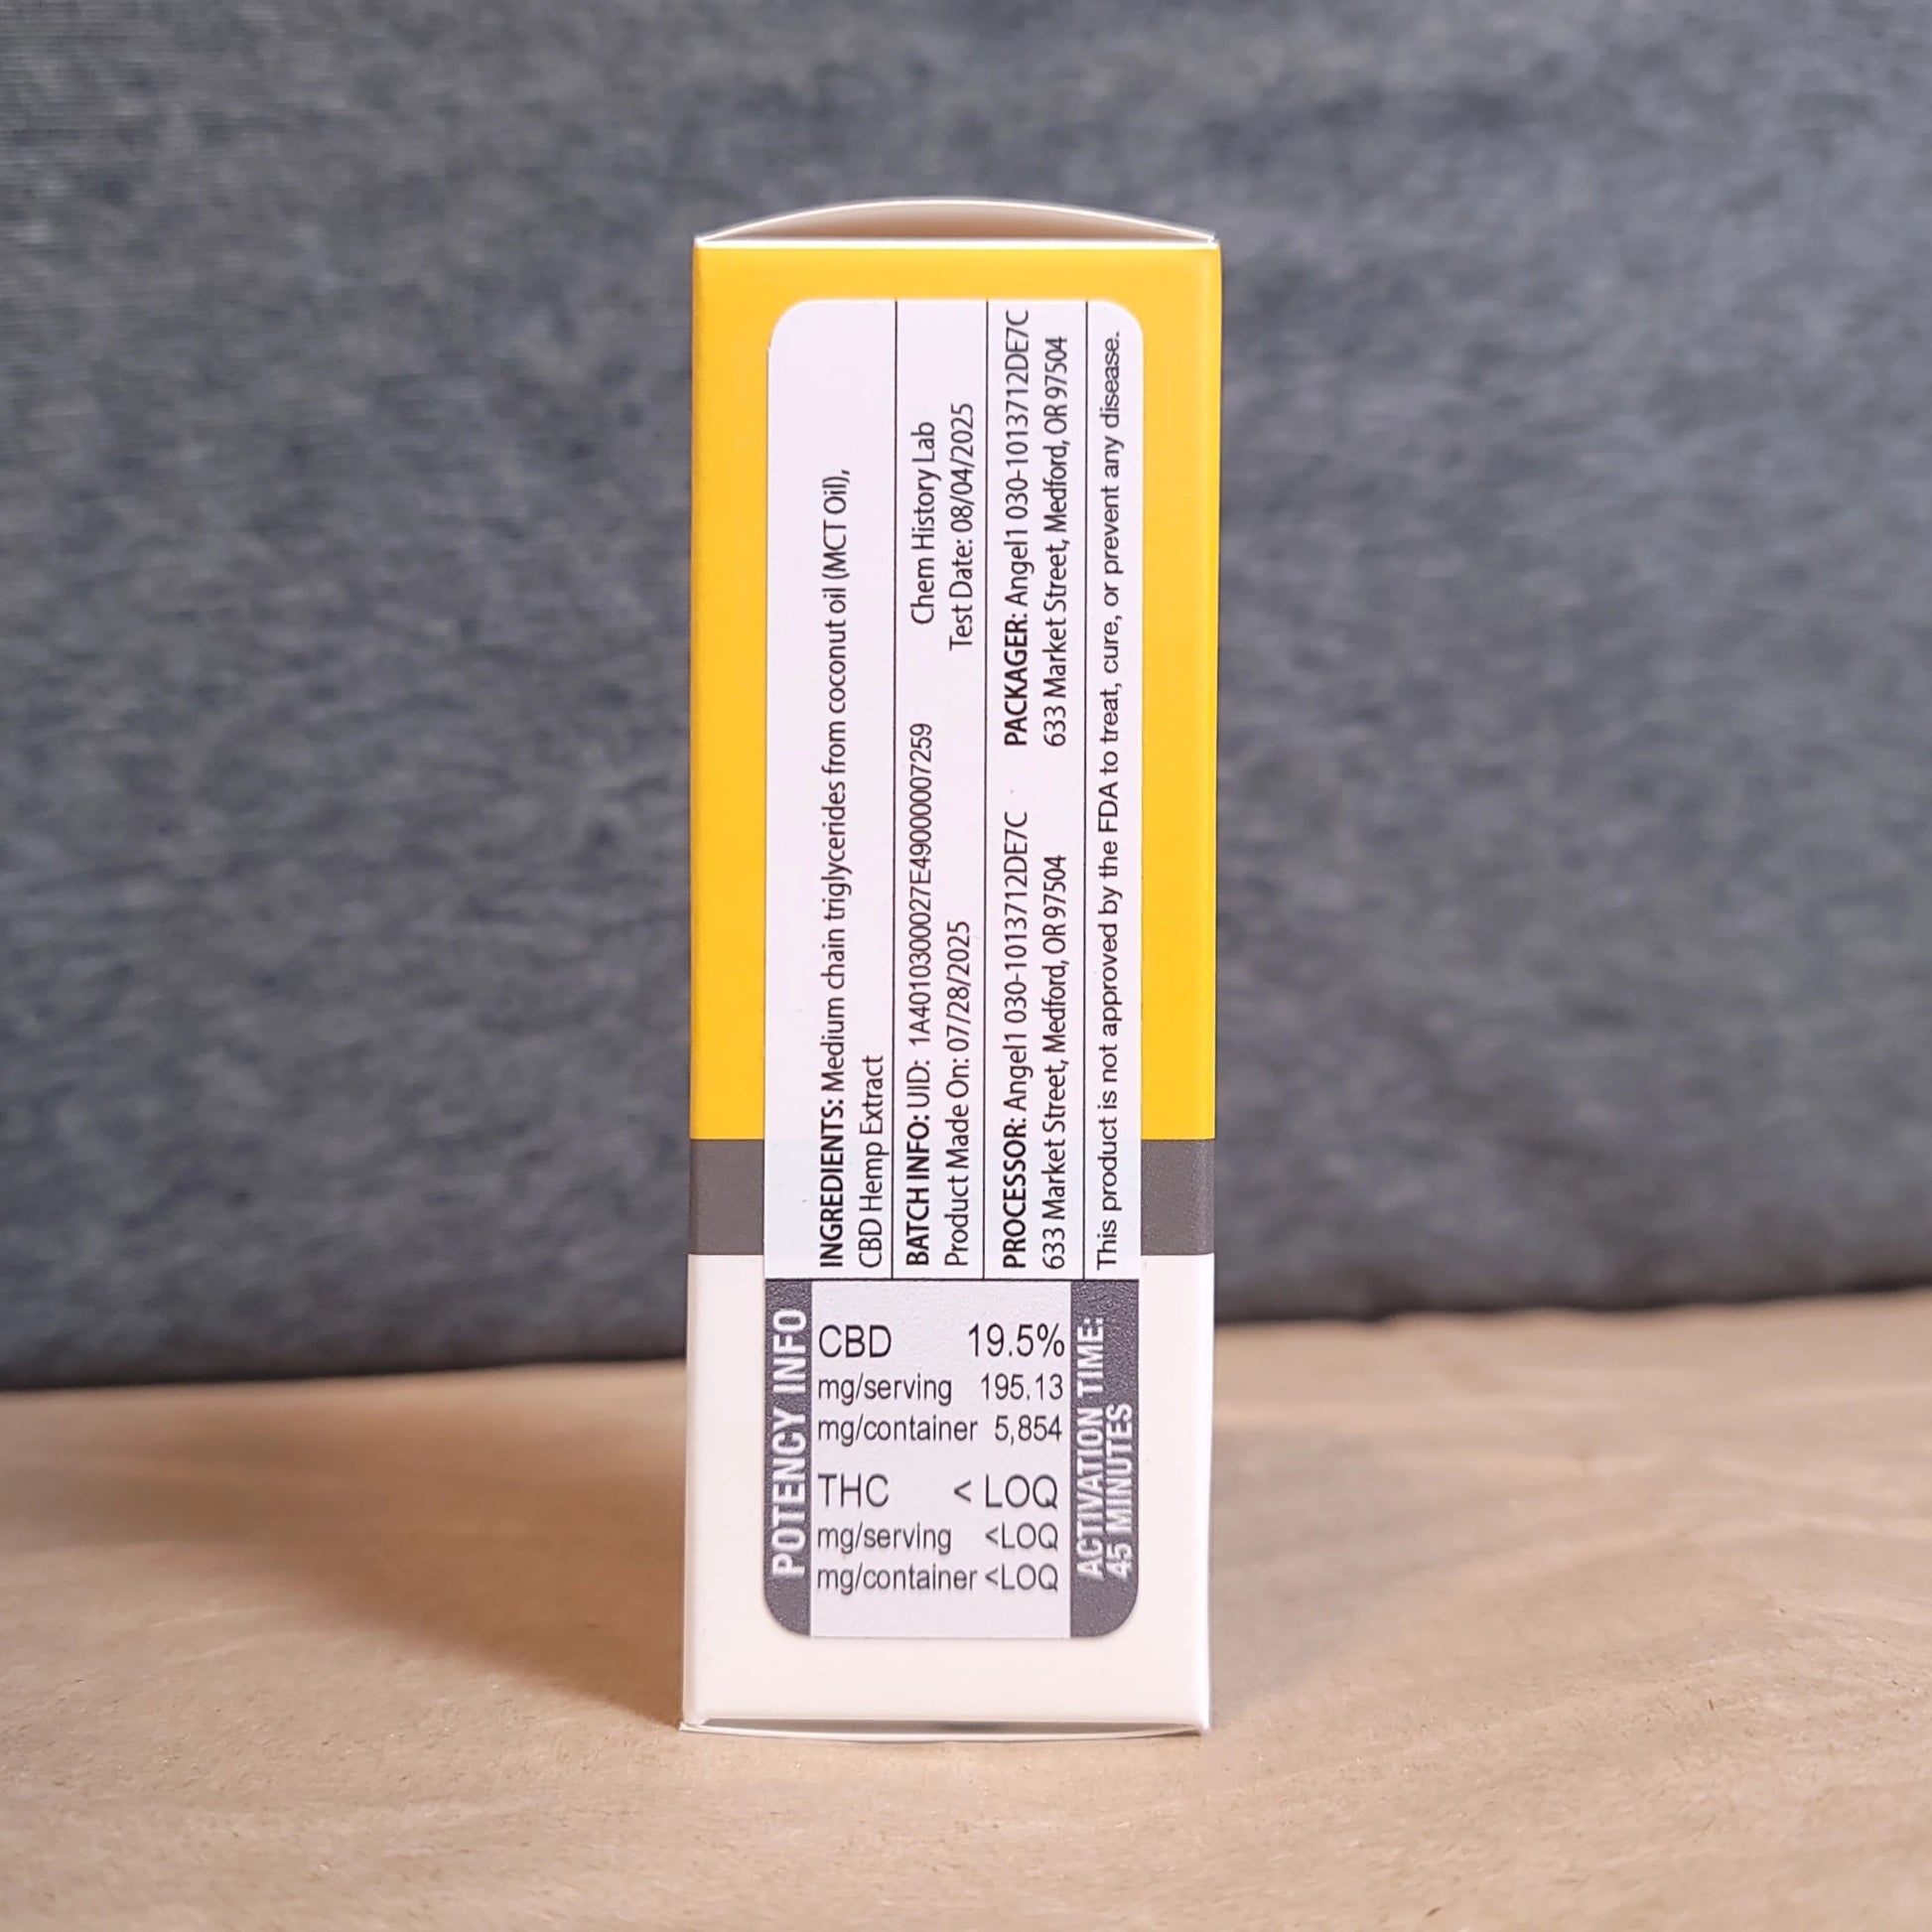 INGREDIENTS: Medium chain triglycerides from coconut oil (MCT Oil),
CBD Hemp Extract
BATCH INFO: UID: 1A4010300027E49000007259
Chem History Lab
Product Made On: 07/28/2025
Test Date: 08/04/2025
PROCESSOR: Angel1 030-1013712DE7C
633 Market Street, Medford, OR 97504
PACKAGER: Angel1 030-1013712DE7C
633 Market Street, Medford, OR 97504
This product is not approved by the FDA to treat, cure, or prevent any disease.
POTENCY INFO
CBD 19.5%
mg/serving 195.13
mg/container 5,854
THC < LOQ
mg/serving <LOQ
mg/container <LOQ
ACTIVATION TIME:
45 MINUTES